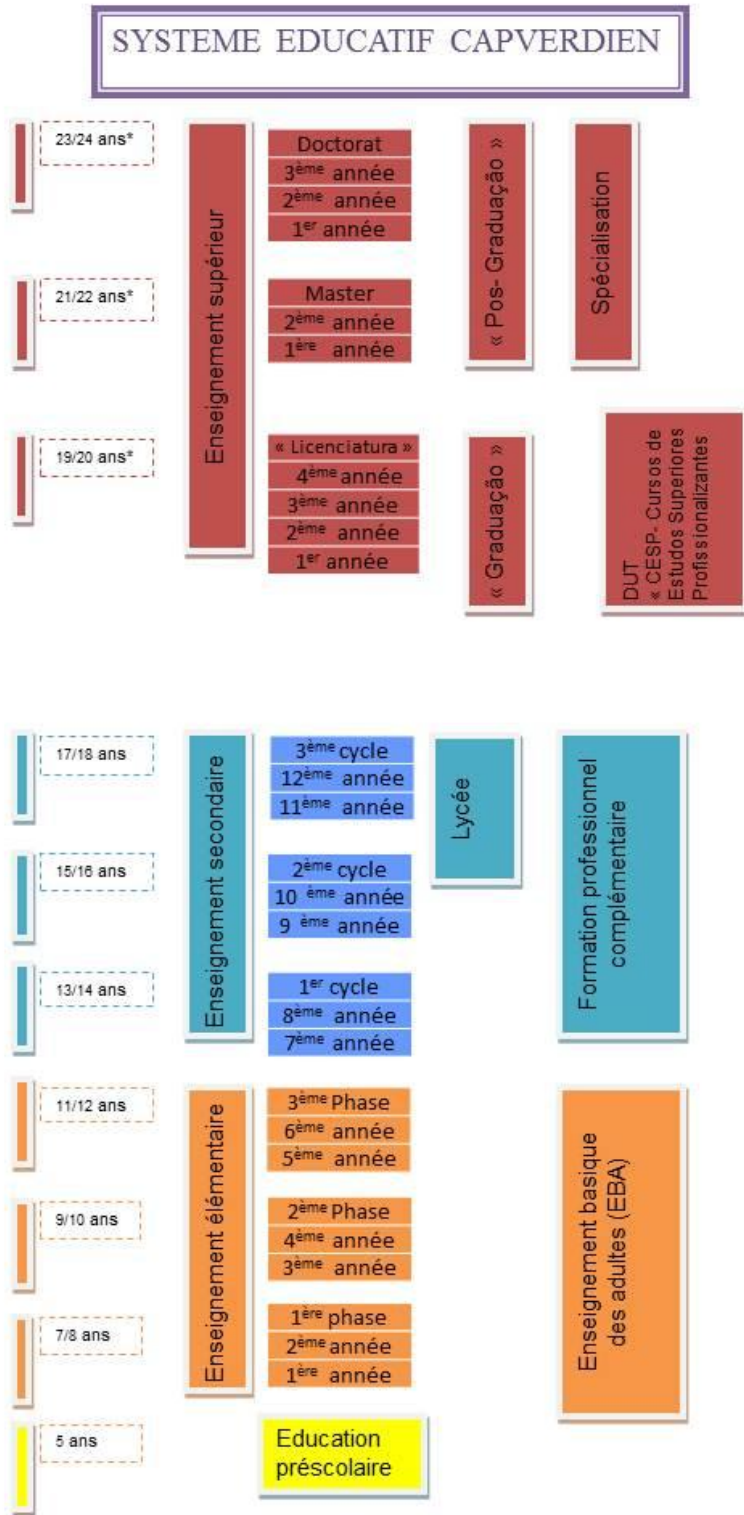 SYSTEME EDUCATIF CAPVERDIEN
23/24 ans*
Enseignement supérieur
Doctorat
3ème année
2ème année
1er année
« Pos- Graduação »
Spécialisation
21/22 ans*
Master
2ème année
1ère année
19/20 ans*
« Licenciatura »
4ème année
3ème année
2ème année
1er année
« Graduação »
DUT
« CESP- Cursos de
Estudos Superiores
Profissionalizantes
17/18 ans
Enseignement secondaire
3ème cycle
12ème année
11ème année
Lycée
Formation professionnel
complémentaire
15/16 ans
2ème cycle
10 ème année
9 ème année
13/14 ans
1er cycle
8ème année
7ème année
11/12 ans
Enseignement élémentaire
3ème Phase
6ème année
5ème année
Enseignement basique
des adultes (EBA)
9/10 ans
2ème Phase
4ème année
3ème année
7/8 ans
1ère phase
2ème année
1ère année
5 ans
Education
préscolaire